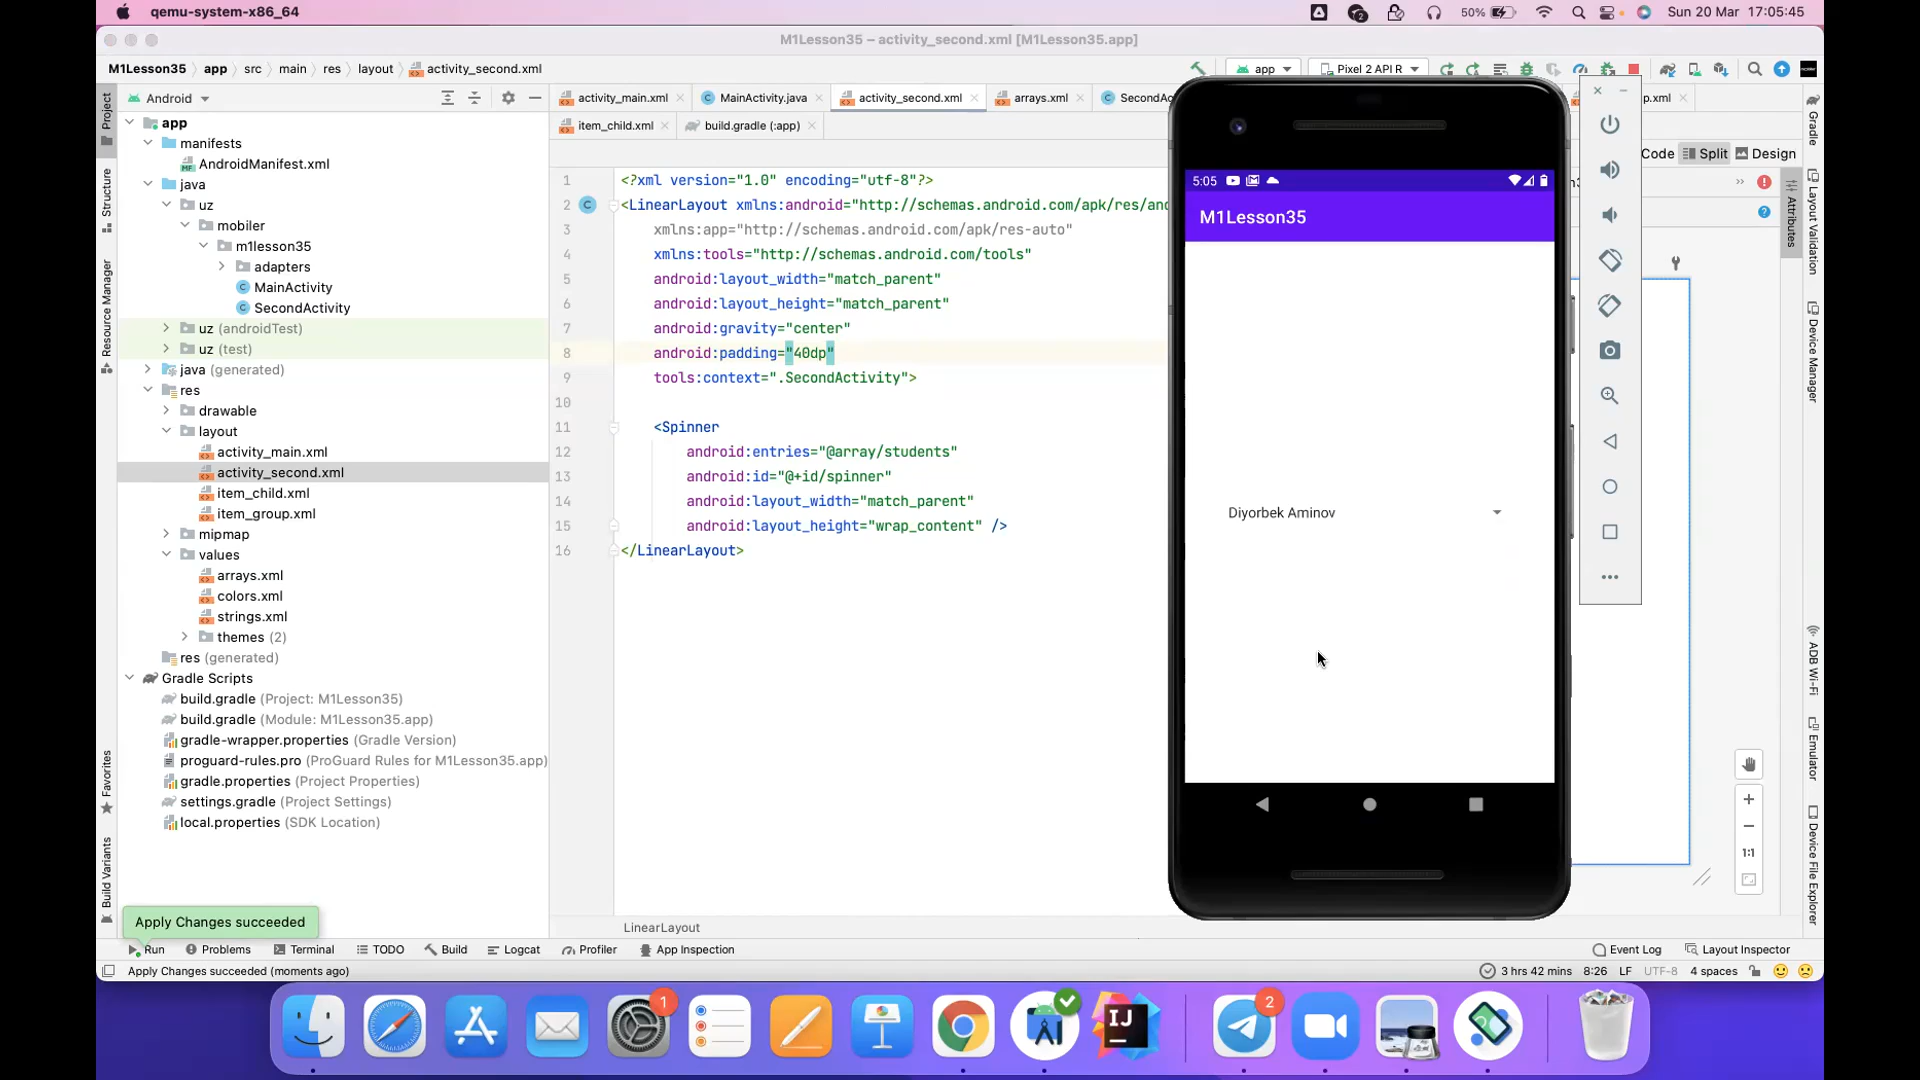 qemu-system-x86_64
50%
Sun 20 Mar 17:05:45
M1Lesson35 – activity_second.xml [M1Lesson35.app]
M1Lesson35 app src main res layout activity_second.xml
app
Pixel 2 API R
Android
activity_main.xml
MainActivity.java
activity_second.xml
arrays.xml
SecondAc
p.xml
item_child.xml
build.gradle (:app)
Code
Split
Design
Project
Structure
Resource Manager
Favorites
Build Variants
app
manifests
AndroidManifest.xml
java
uz
mobiler
m1lesson35
adapters
MainActivity
SecondActivity
uz (androidTest)
uz (test)
java (generated)
res
drawable
layout
activity_main.xml
activity_second.xml
item_child.xml
item_group.xml
mipmap
values
arrays.xml
colors.xml
strings.xml
themes (2)
res (generated)
Gradle Scripts
build.gradle (Project: M1Lesson35)
build.gradle (Module: M1Lesson35.app)
gradle-wrapper.properties (Gradle Version)
proguard-rules.pro (ProGuard Rules for M1Lesson35.app)
gradle.properties (Project Properties)
settings.gradle (Project Settings)
local.properties (SDK Location)
1 <?xml version="1.0" encoding="utf-8"?>
2 <LinearLayout xmlns:android="http://schemas.android.com/apk/res/and
3 xmlns:app="http://schemas.android.com/apk/res-auto"
4 xmlns:tools="http://schemas.android.com/tools"
5 android:layout_width="match_parent"
6 android:layout_height="match_parent"
7 android:gravity="center"
8 android:padding="40dp"
9 tools:context=".SecondActivity">
10
11 <Spinner
12 android:entries="@array/students"
13 android:id="@+id/spinner"
14 android:layout_width="match_parent"
15 android:layout_height="wrap_content" />
16 </LinearLayout>
5:05
M1Lesson35
Diyorbek Aminov
Gradle
Layout Validation
Attributes
Device Manager
ADB Wi-Fi
Emulator
Device File Explorer
1:1
Apply Changes succeeded
LinearLayout
Run
Problems
Terminal
TODO
Build
Logcat
Profiler
App Inspection
Event Log
Layout Inspector
Apply Changes succeeded (moments ago)
3 hrs 42 mins
8:26
LF
UTF-8
4 spaces
1
IJ
2